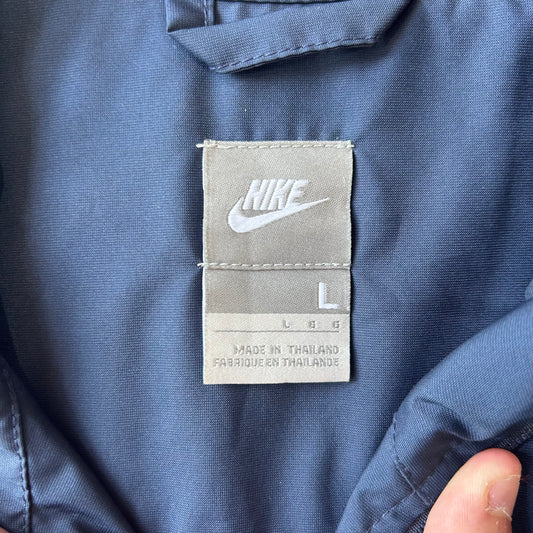 NIKE
L
L G G
MADE IN THAILAND
FABRIQUE EN THAILANDE